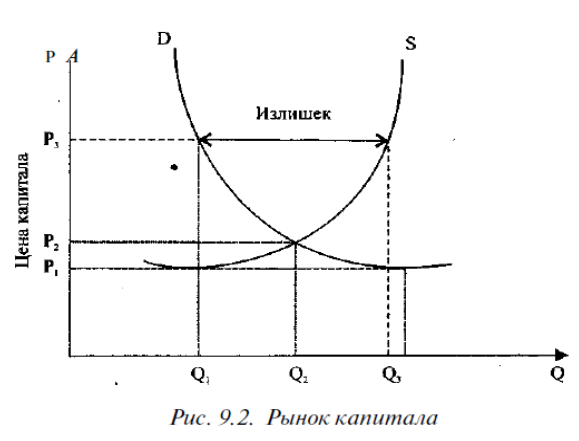 D
S
P A
Излишек
P₃
P₂
P₁
Цена капитала
Q₁ Q₂ Q₃ Q
Рис. 9.2. Рынок капитала